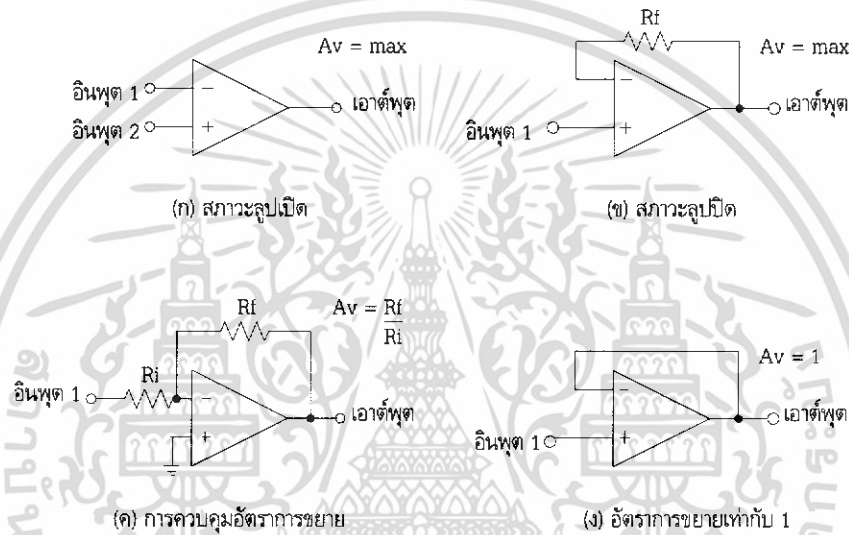 Av = max
อินพุต 1
−
อินพุต 2
+
เอาต์พุต
(ก) สภาวะลูปเปิด
Rf
Av = max
−
อินพุต 1
+
เอาต์พุต
(ข) สภาวะลูปปิด
Rf
Av = Rf
Ri
Ri
อินพุต 1
−
+
เอาต์พุต
(ค) การควบคุมอัตราการขยาย
Av = 1
−
อินพุต 1
+
เอาต์พุต
(ง) อัตราการขยายเท่ากับ 1